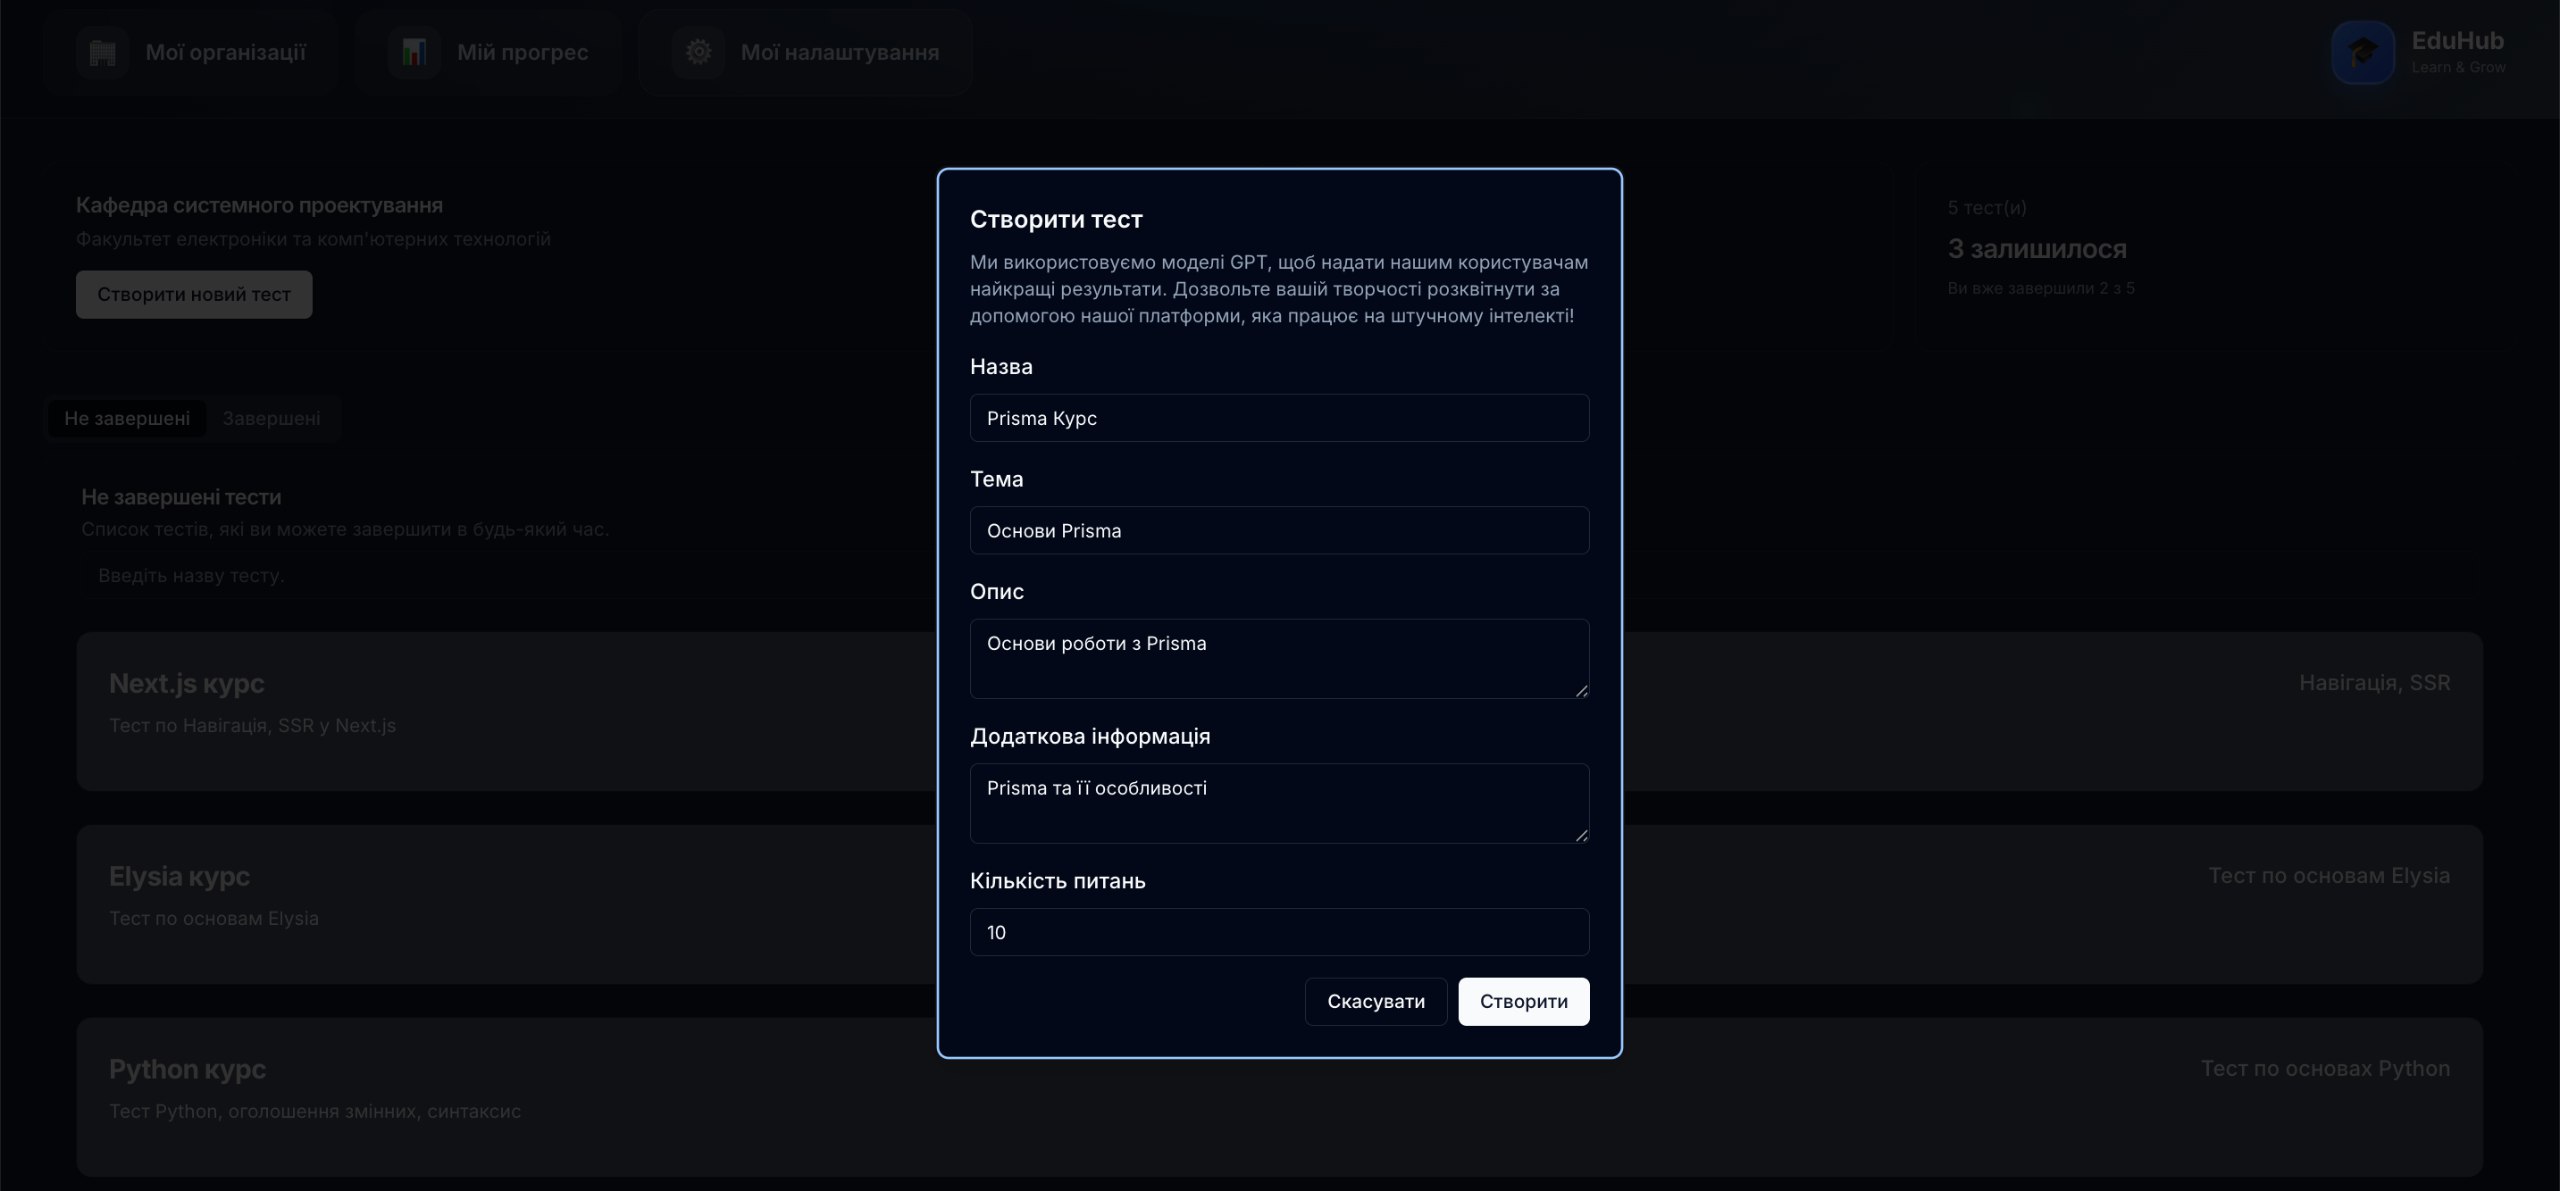 Мої організації
Мій прогрес
Мої налаштування
EduHub
Learn & Grow
Кафедра системного проектування
Факультет електроніки та комп'ютерних технологій
Створити новий тест
5 тест(и)
3 залишилося
Ви вже завершили 2 з 5
Не завершені
Завершені
Не завершені тести
Список тестів, які ви можете завершити в будь-який час.
Введіть назву тесту.
Next.js курс
Навігація, SSR
Тест по Навігація, SSR у Next.js
Elysia курс
Тест по основам Elysia
Тест по основам Elysia
Python курс
Тест по основах Python
Тест Python, оголошення змінних, синтаксис
Створити тест
Ми використовуємо моделі GPT, щоб надати нашим користувачам
найкращі результати. Дозвольте вашій творчості розквітнути за
допомогою нашої платформи, яка працює на штучному інтелекті!
Назва
Prisma Курс
Тема
Основи Prisma
Опис
Основи роботи з Prisma
Додаткова інформація
Prisma та її особливості
Кількість питань
10
Скасувати
Створити